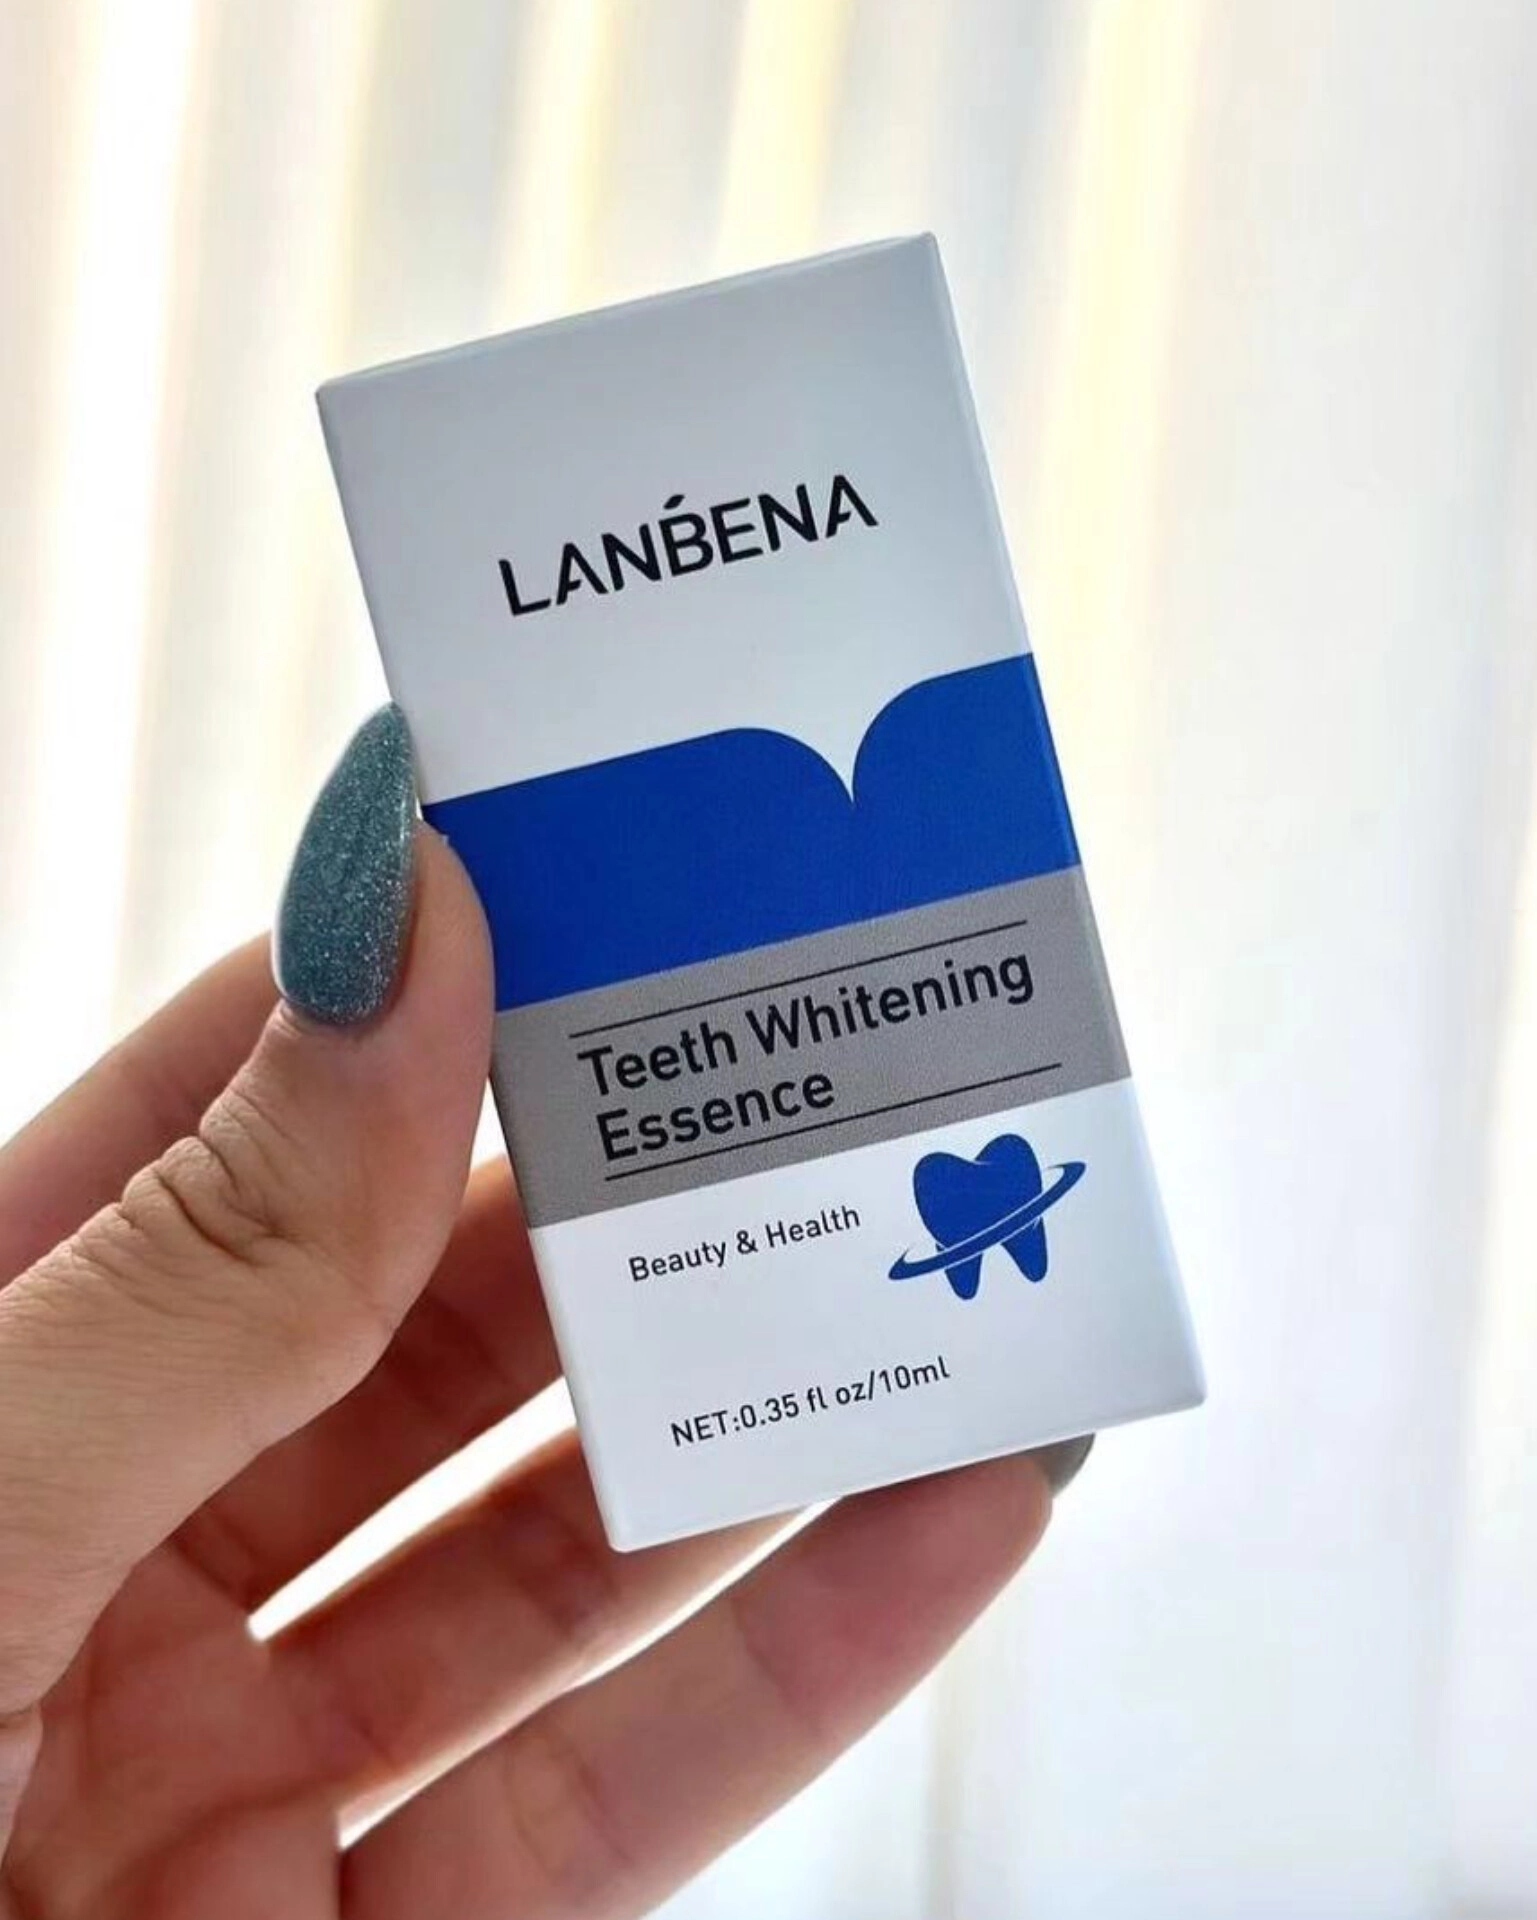 LANBENA
Teeth Whitening
Essence
Beauty & Health
NET:0.35 fl oz/10ml